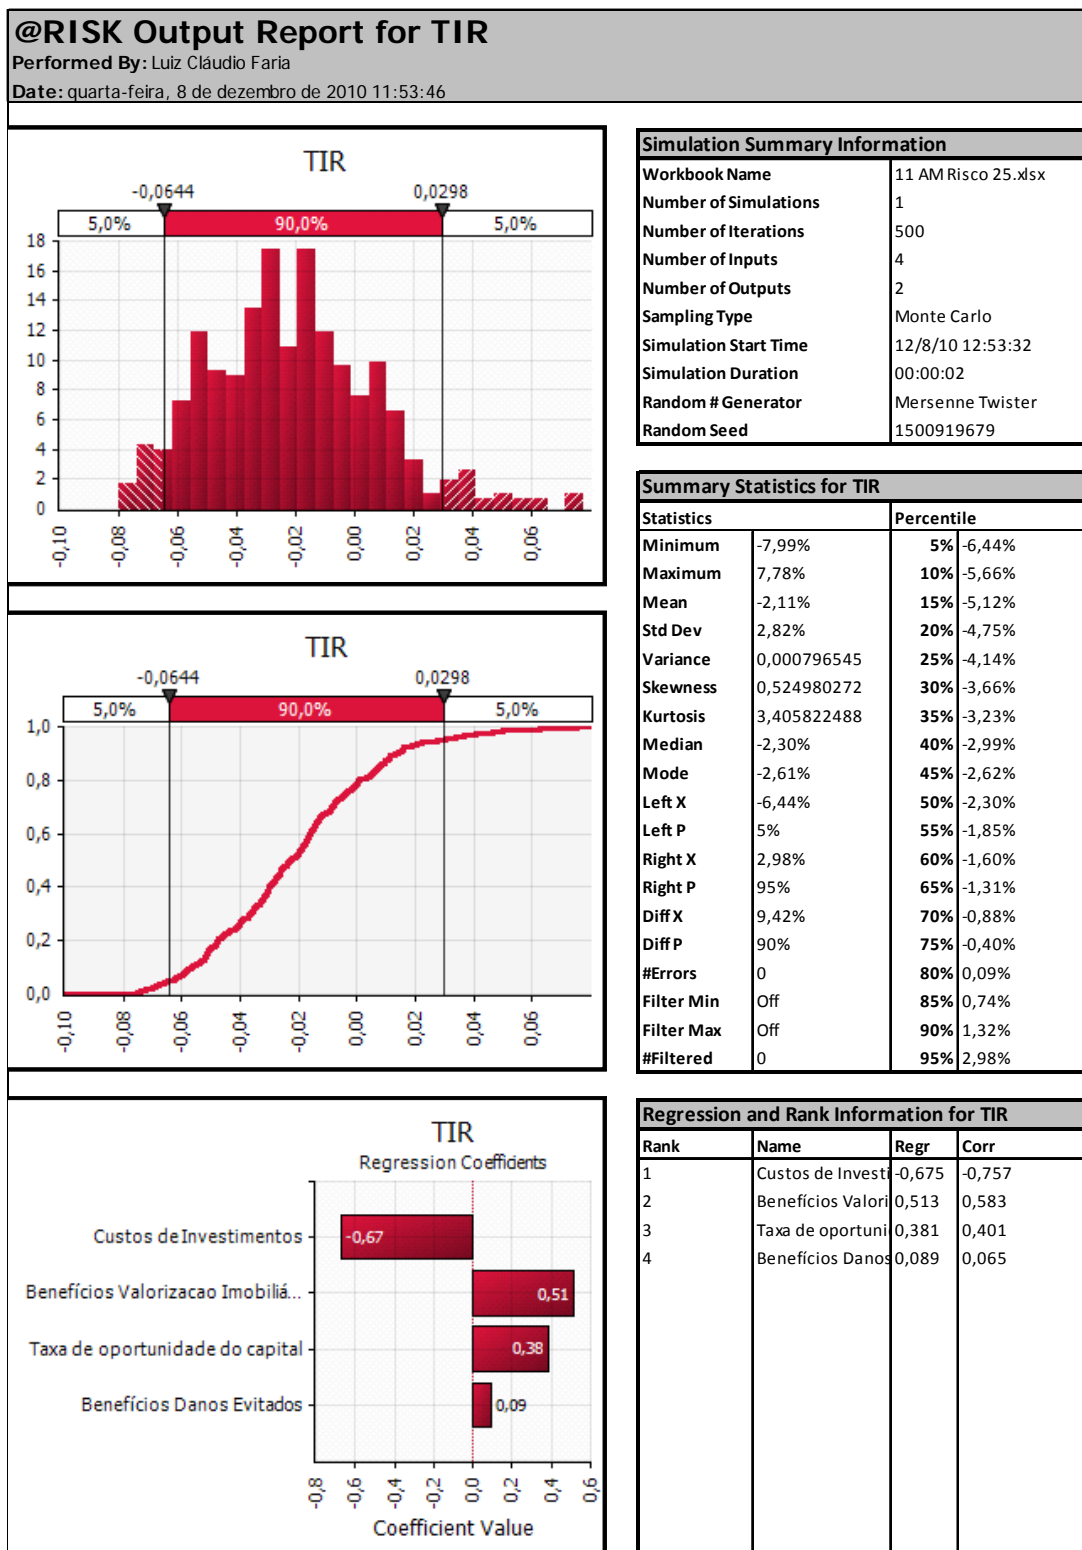 @RISK Output Report for TIR
Performed By: Luiz Cláudio Faria
Date: quarta-feira, 8 de dezembro de 2010 11:53:46
TIR
-0,0644 0,0298
5,0% 90,0% 5,0%
18
16
14
12
10
8
6
4
2
0
-0,10 -0,08 -0,06 -0,04 -0,02 0,00 0,02 0,04 0,06
TIR
-0,0644 0,0298
5,0% 90,0% 5,0%
1,0
0,8
0,6
0,4
0,2
0,0
-0,10 -0,08 -0,06 -0,04 -0,02 0,00 0,02 0,04 0,06
TIR
Regression Coefficients
Custos de Investimentos -0,67
Benefícios Valorizacao Imobiliá... 0,51
Taxa de oportunidade do capital 0,38
Benefícios Danos Evitados 0,09
-0,8 -0,6 -0,4 -0,2 0,0 0,2 0,4 0,6
Coefficient Value
Simulation Summary Information
Workbook Name 11 AM Risco 25.xlsx
Number of Simulations 1
Number of Iterations 500
Number of Inputs 4
Number of Outputs 2
Sampling Type Monte Carlo
Simulation Start Time 12/8/10 12:53:32
Simulation Duration 00:00:02
Random # Generator Mersenne Twister
Random Seed 1500919679
Summary Statistics for TIR
Statistics Percentile
Minimum -7,99% 5% -6,44%
Maximum 7,78% 10% -5,66%
Mean -2,11% 15% -5,12%
Std Dev 2,82% 20% -4,75%
Variance 0,000796545 25% -4,14%
Skewness 0,524980272 30% -3,66%
Kurtosis 3,405822488 35% -3,23%
Median -2,30% 40% -2,99%
Mode -2,61% 45% -2,62%
Left X -6,44% 50% -2,30%
Left P 5% 55% -1,85%
Right X 2,98% 60% -1,60%
Right P 95% 65% -1,31%
Diff X 9,42% 70% -0,88%
Diff P 90% 75% -0,40%
#Errors 0 80% 0,09%
Filter Min Off 85% 0,74%
Filter Max Off 90% 1,32%
#Filtered 0 95% 2,98%
Regression and Rank Information for TIR
Rank Name Regr Corr
1 Custos de Investi -0,675 -0,757
2 Benefícios Valori 0,513 0,583
3 Taxa de oportuni 0,381 0,401
4 Benefícios Danos 0,089 0,065